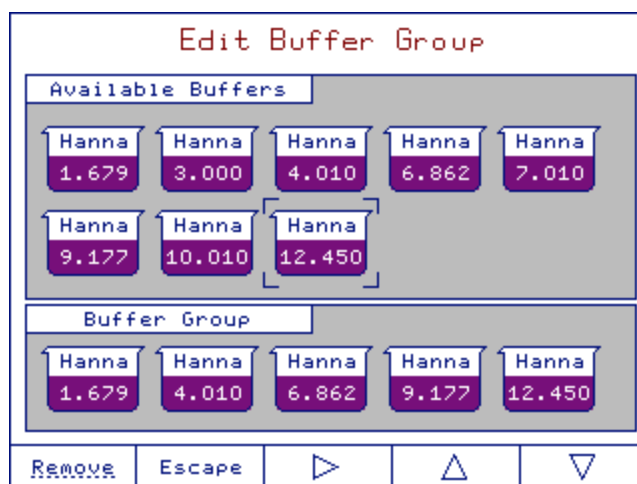 Edit Buffer Group
Available Buffers
Hanna Hanna Hanna Hanna Hanna
1.679 3.000 4.010 6.862 7.010
Hanna Hanna Hanna
9.177 10.010 12.450
Buffer Group
Hanna Hanna Hanna Hanna Hanna
1.679 4.010 6.862 9.177 12.450
Remove Escape